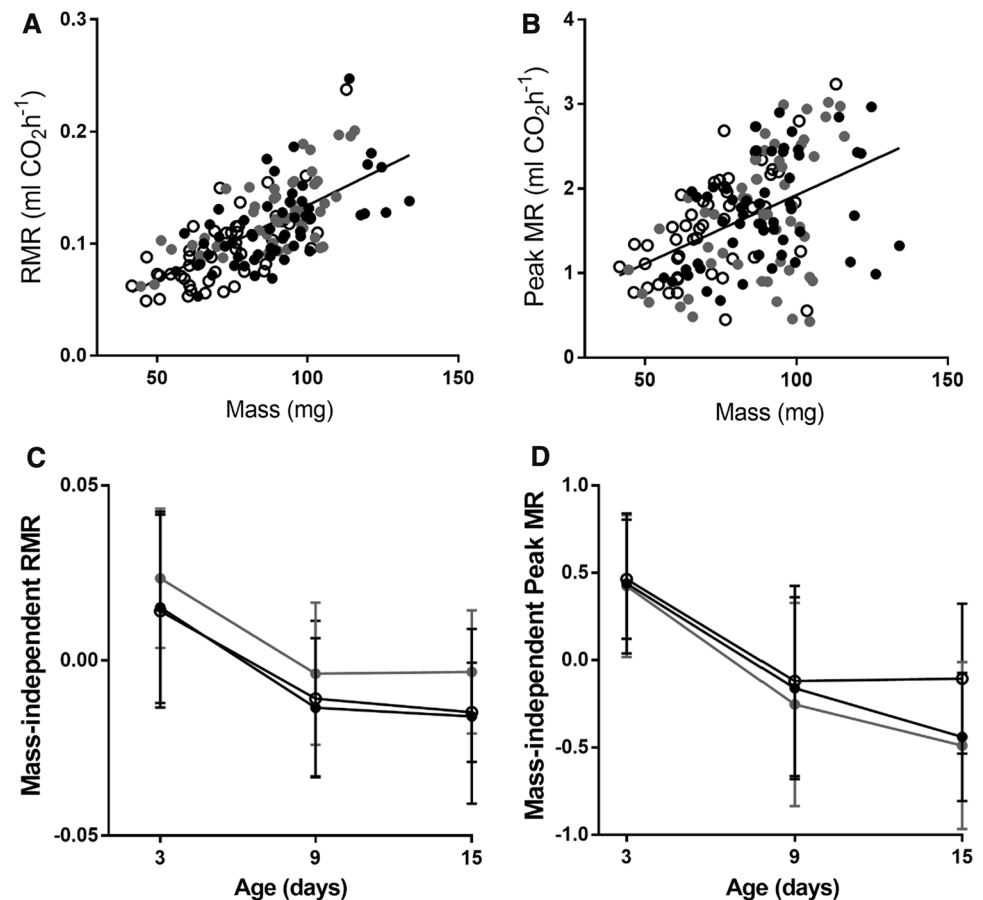 A
B
0.3
0.2
0.1
0.0
RMR (ml CO₂h⁻¹)
50
100
150
Mass (mg)
4
3
2
1
0
Peak MR (ml CO₂h⁻¹)
50
100
150
Mass (mg)
C
D
0.05
0.00
-0.05
Mass-independent RMR
3
9
15
Age (days)
1.0
0.5
0.0
-0.5
-1.0
Mass-independent Peak MR
3
9
15
Age (days)